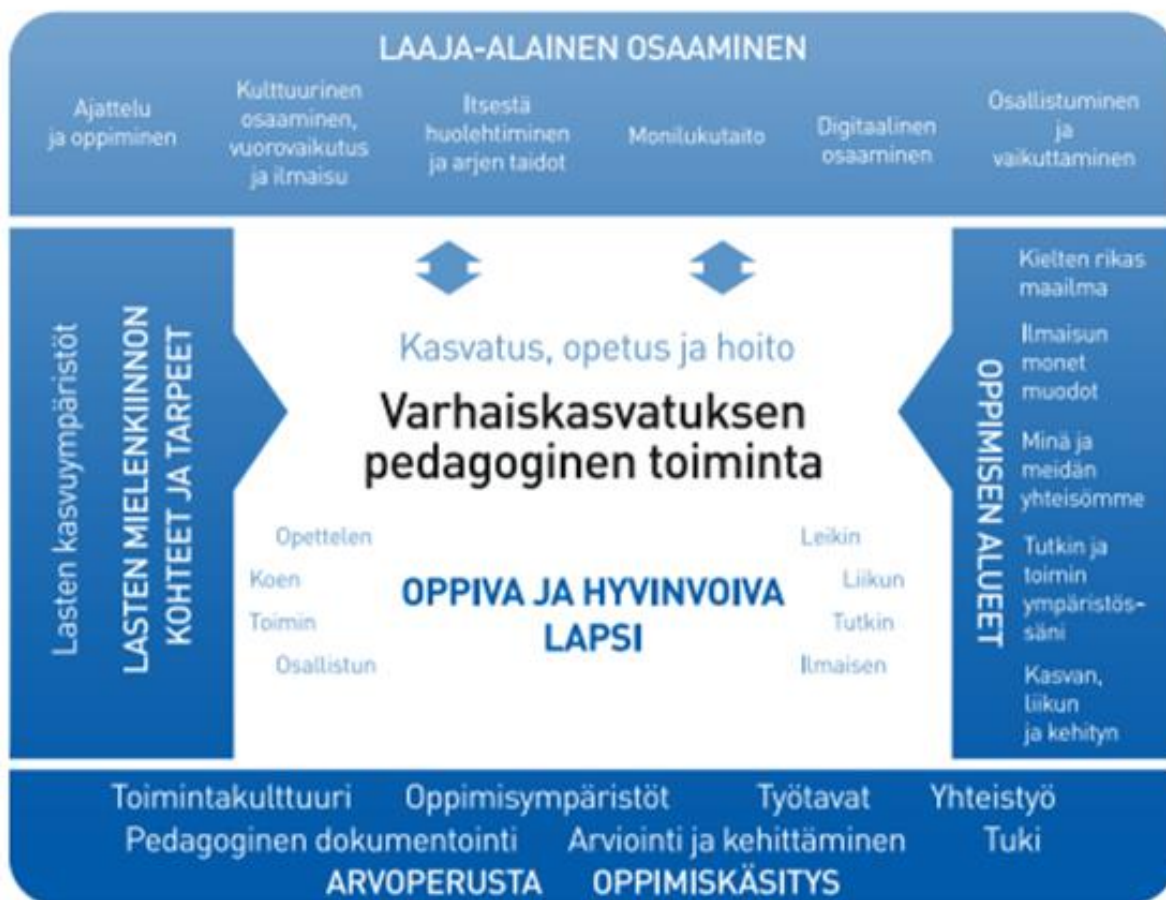 LAAJA-ALAINEN OSAAMINEN
Ajattelu
ja oppiminen
Kulttuurinen
osaaminen,
vuorovaikutus
ja ilmaisu
Itsestä
huolehtiminen
ja arjen taidot
Monilukutaito
Digitaalinen
osaaminen
Osallistuminen
ja
vaikuttaminen
Lasten kasvuympäristöt
LASTEN MIELENKIINNON
KOHTEET JA TARPEET
Kasvatus, opetus ja hoito
Varhaiskasvatuksen
pedagoginen toiminta
Opettelen
Koen
Toimin
Osallistun
OPPIVA JA HYVINVOIVA
LAPSI
Leikin
Liikun
Tutkin
Ilmaisen
OPPIMISEN ALUEET
Kielten rikas
maailma
Ilmaisun
monet
muodot
Minä ja
meidän
yhteisömme
Tutkin ja
toimin
ympäristös-
säni
Kasvan,
liikun
ja kehityn
Toimintakulttuuri Oppimisympäristöt Työtavat Yhteistyö
Pedagoginen dokumentointi Arviointi ja kehittäminen Tuki
ARVOPERUSTA OPPIMISKÄSITYS